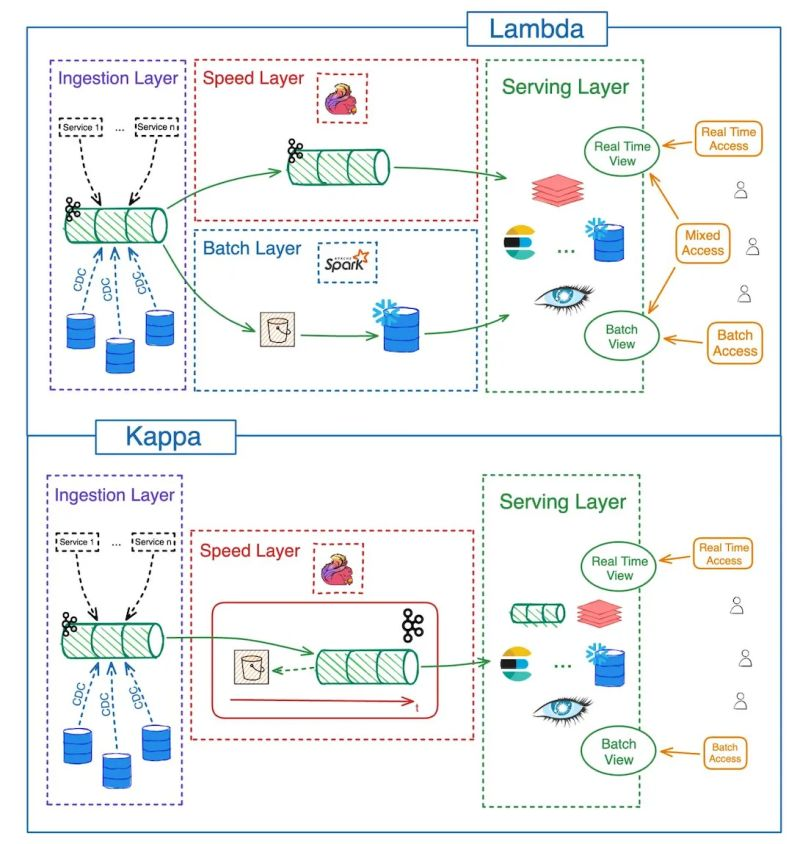 Lambda
Ingestion Layer
Service 1 ... Service n
CDC
CDC
CDC
Speed Layer
Batch Layer
APACHE
Spark
Serving Layer
Real Time
View
...
Batch
View
Real Time
Access
Mixed
Access
Batch
Access
Kappa
Ingestion Layer
Service 1 ... Service n
CDC
CDC
CDC
Speed Layer
t
Serving Layer
Real Time
View
...
Batch
View
Real Time
Access
Batch
Access